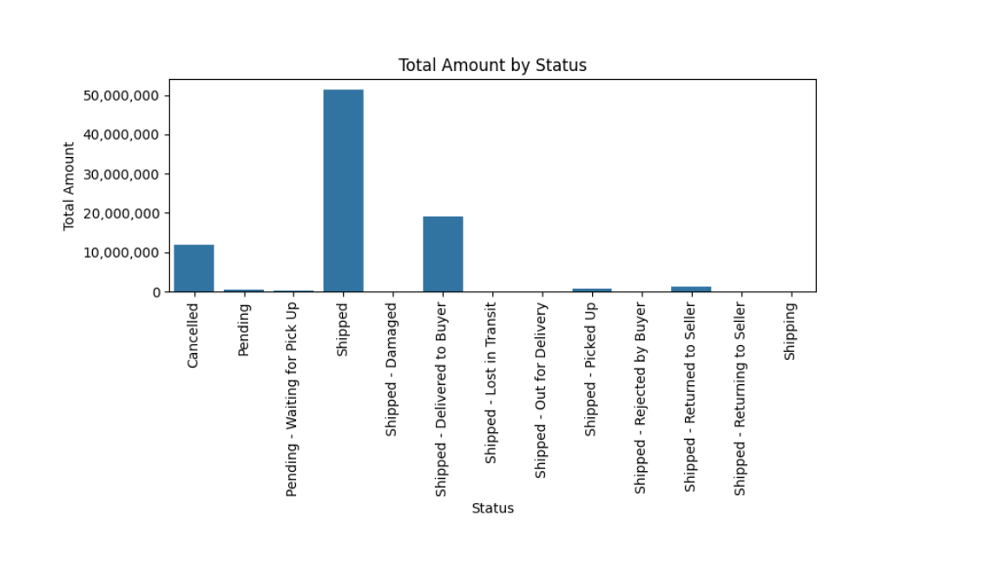 Total Amount by Status
Total Amount
50,000,000
40,000,000
30,000,000
20,000,000
10,000,000
0
Cancelled
Pending
Pending - Waiting for Pick Up
Shipped
Shipped - Damaged
Shipped - Delivered to Buyer
Shipped - Lost in Transit
Shipped - Out for Delivery
Shipped - Picked Up
Shipped - Rejected by Buyer
Shipped - Returned to Seller
Shipped - Returning to Seller
Shipping
Status